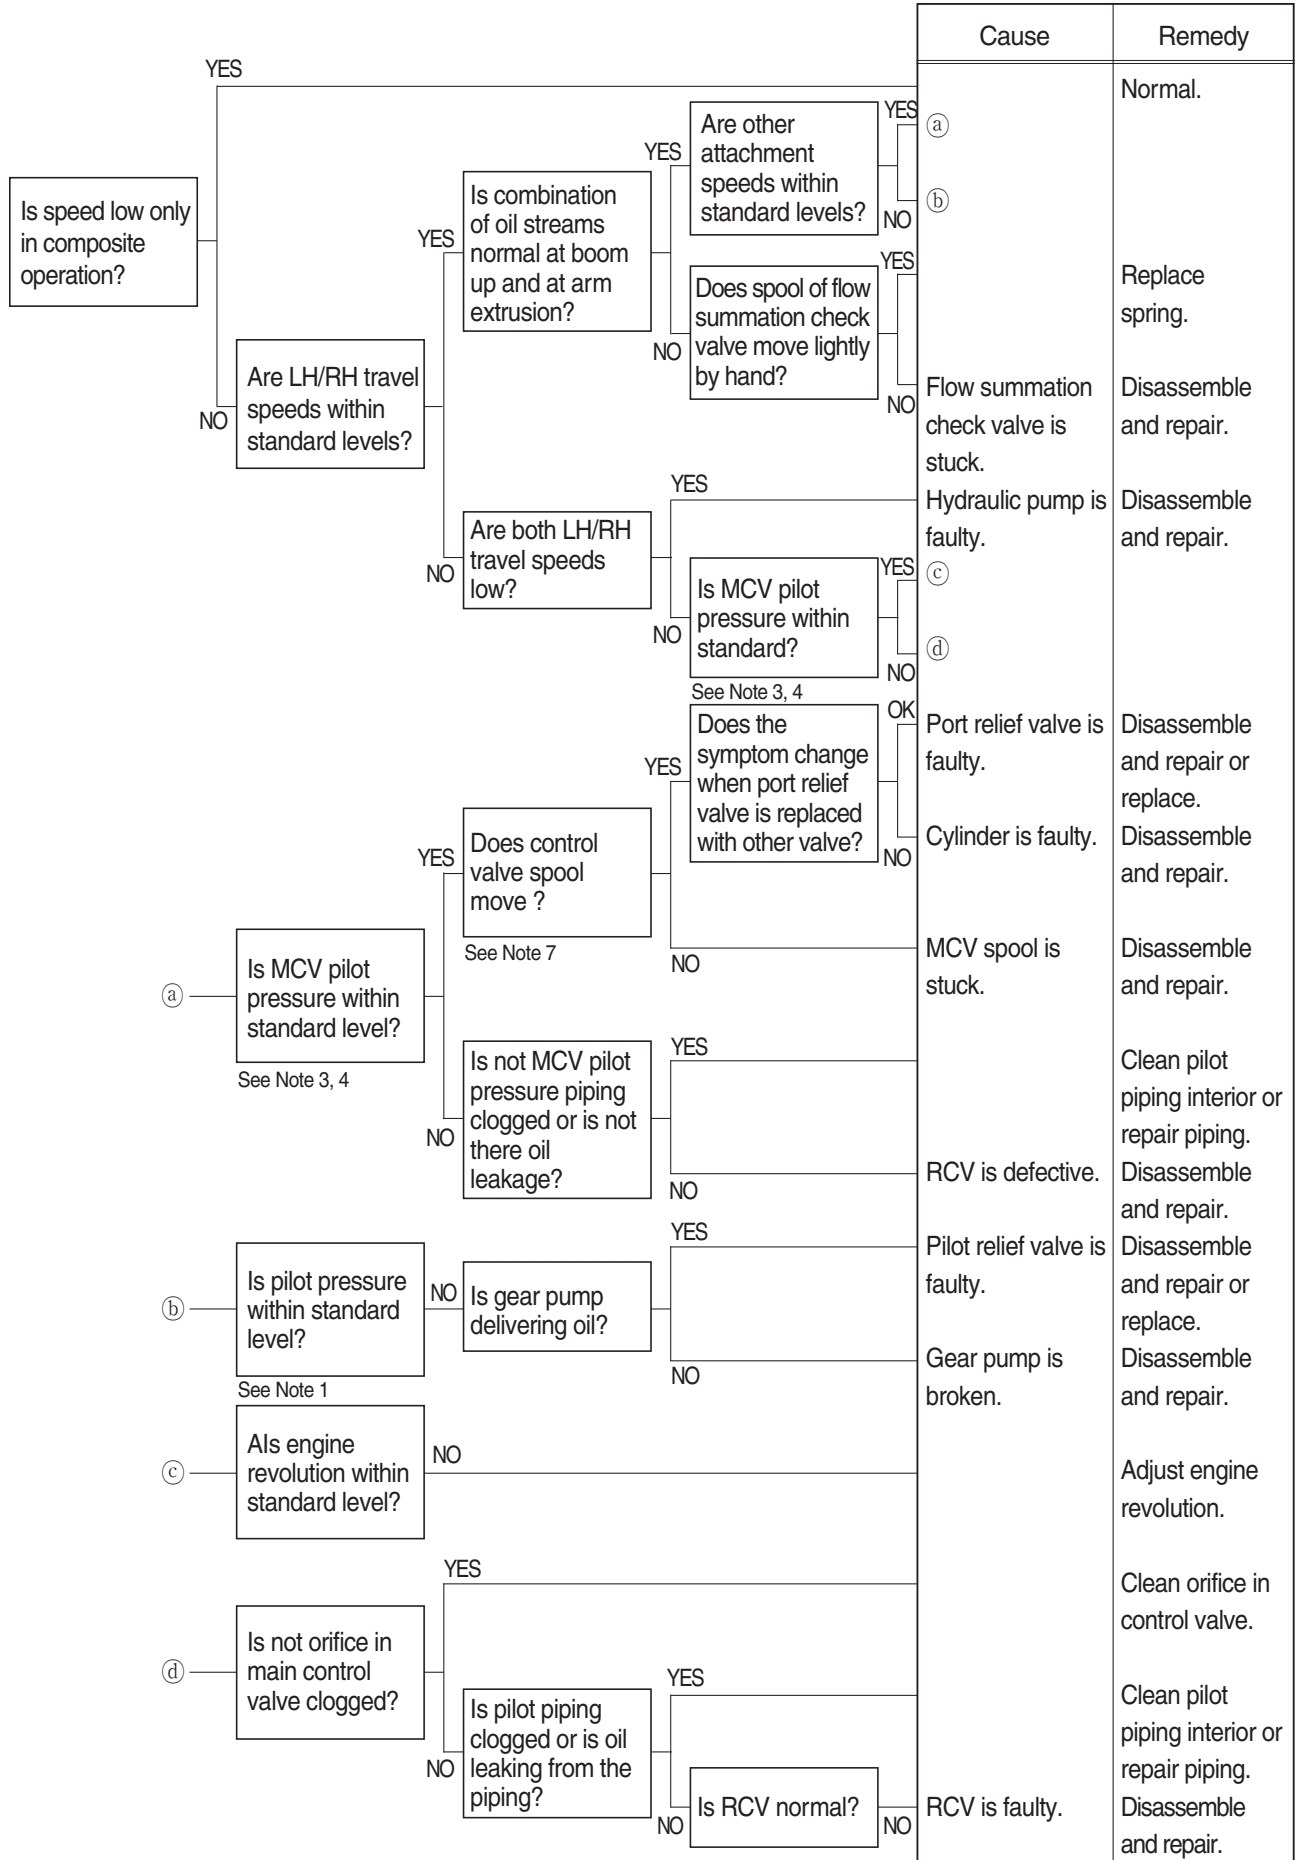 Cause
Remedy
YES
Normal.
Is speed low only
in composite
operation?
NO
Are LH/RH travel
speeds within
standard levels?
YES
Is combination
of oil streams
normal at boom
up and at arm
extrusion?
YES
Are other
attachment
speeds within
standard levels?
YES
ⓐ
NO
ⓑ
NO
Does spool of flow
summation check
valve move lightly
by hand?
YES
Replace
spring.
NO
Flow summation
check valve is
stuck.
Disassemble
and repair.
NO
Are both LH/RH
travel speeds
low?
YES
Hydraulic pump is
faulty.
Disassemble
and repair.
NO
Is MCV pilot
pressure within
standard?
See Note 3, 4
YES
ⓒ
NO
ⓓ
ⓐ
Is MCV pilot
pressure within
standard level?
See Note 3, 4
YES
Does control
valve spool
move ?
See Note 7
YES
Does the
symptom change
when port relief
valve is replaced
with other valve?
OK
Port relief valve is
faulty.
Disassemble
and repair or
replace.
NO
Cylinder is faulty.
Disassemble
and repair.
NO
MCV spool is
stuck.
Disassemble
and repair.
NO
Is not MCV pilot
pressure piping
clogged or is not
there oil
leakage?
YES
Clean pilot
piping interior or
repair piping.
NO
RCV is defective.
Disassemble
and repair.
ⓑ
Is pilot pressure
within standard
level?
See Note 1
NO
Is gear pump
delivering oil?
YES
Pilot relief valve is
faulty.
Disassemble
and repair or
replace.
NO
Gear pump is
broken.
Disassemble
and repair.
ⓒ
AIs engine
revolution within
standard level?
NO
Adjust engine
revolution.
ⓓ
Is not orifice in
main control
valve clogged?
YES
Clean orifice in
control valve.
NO
Is pilot piping
clogged or is oil
leaking from the
piping?
YES
Clean pilot
piping interior or
repair piping.
NO
Is RCV normal?
NO
RCV is faulty.
Disassemble
and repair.